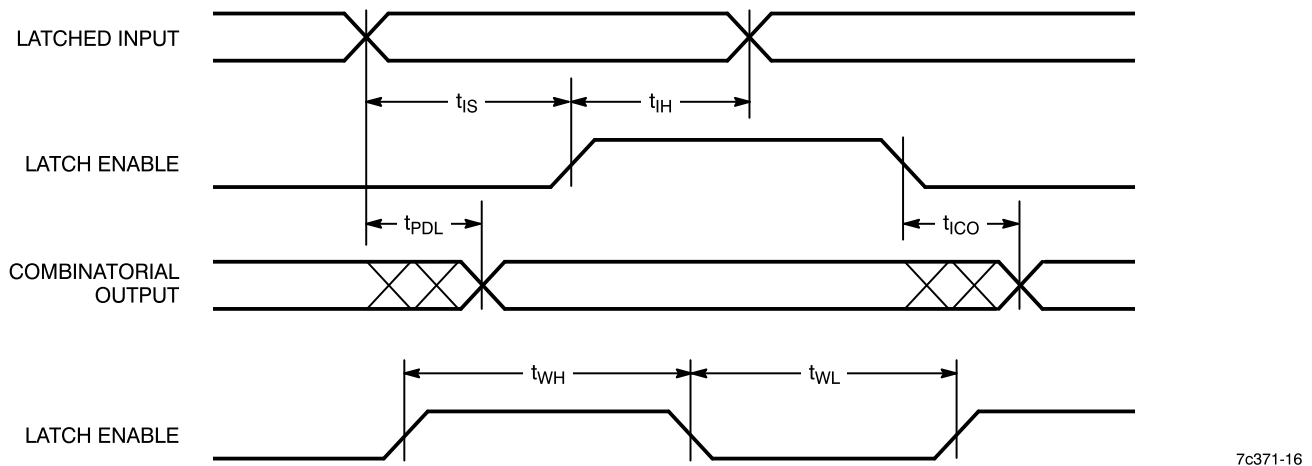 LATCHED INPUT
tIS
tIH
LATCH ENABLE
tPDL
tICO
COMBINATORIAL
OUTPUT
tWH
tWL
LATCH ENABLE
7c371-16